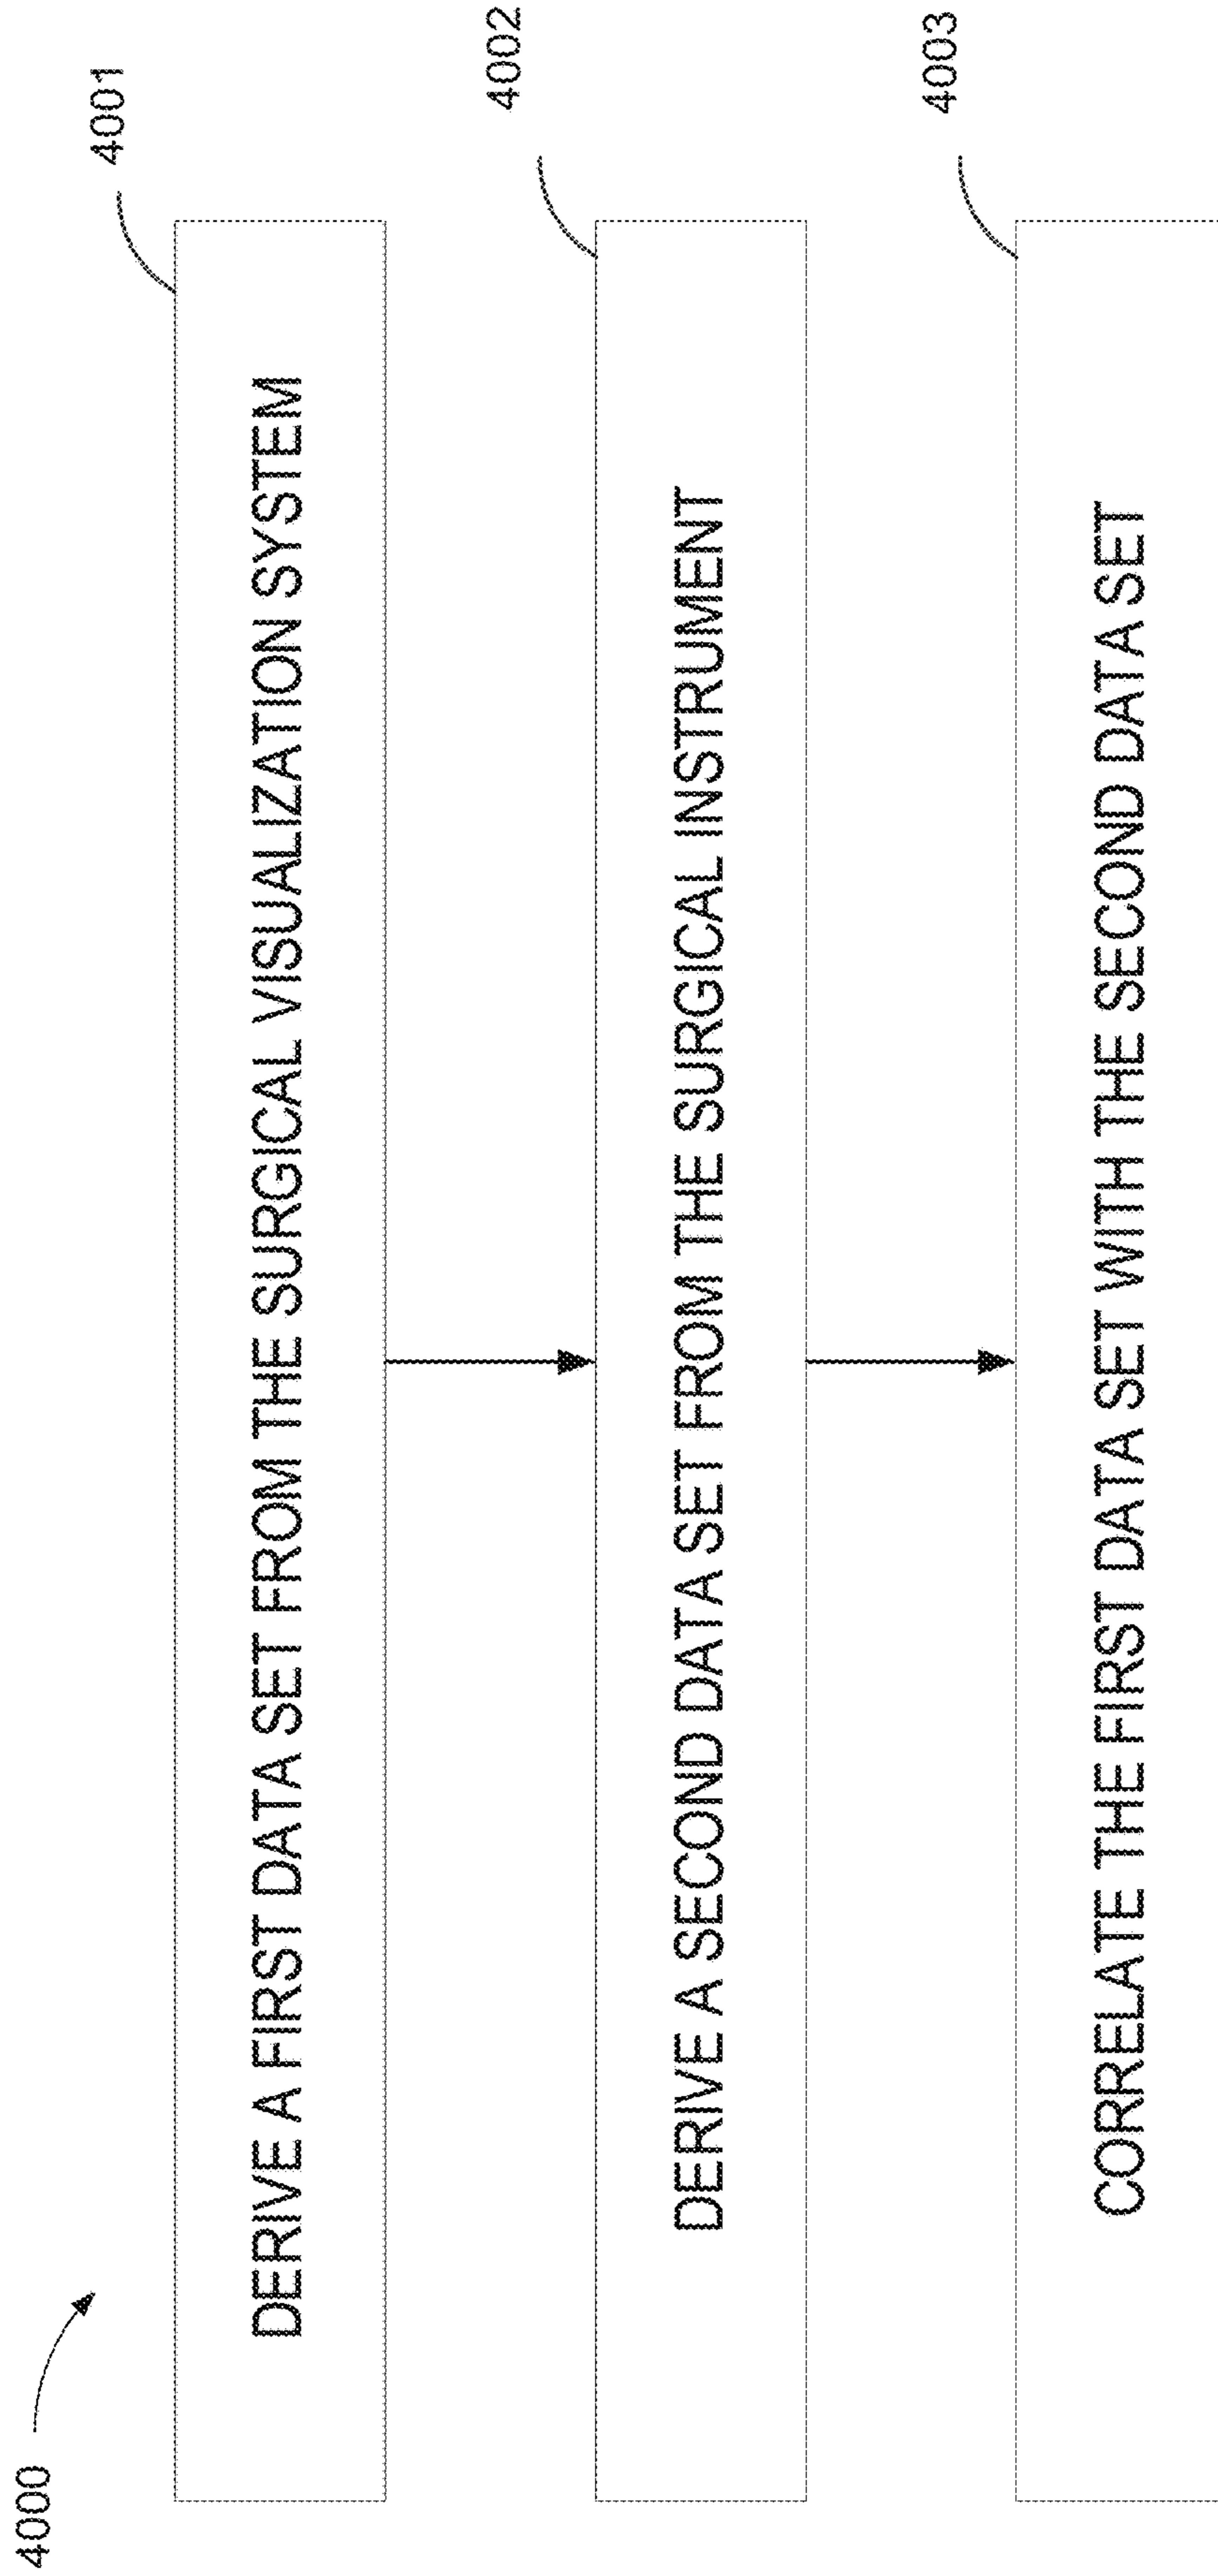 4000
4001
DERIVE A FIRST DATA SET FROM THE SURGICAL VISUALIZATION SYSTEM
4002
DERIVE A SECOND DATA SET FROM THE SURGICAL INSTRUMENT
4003
CORRELATE THE FIRST DATA SET WITH THE SECOND DATA SET